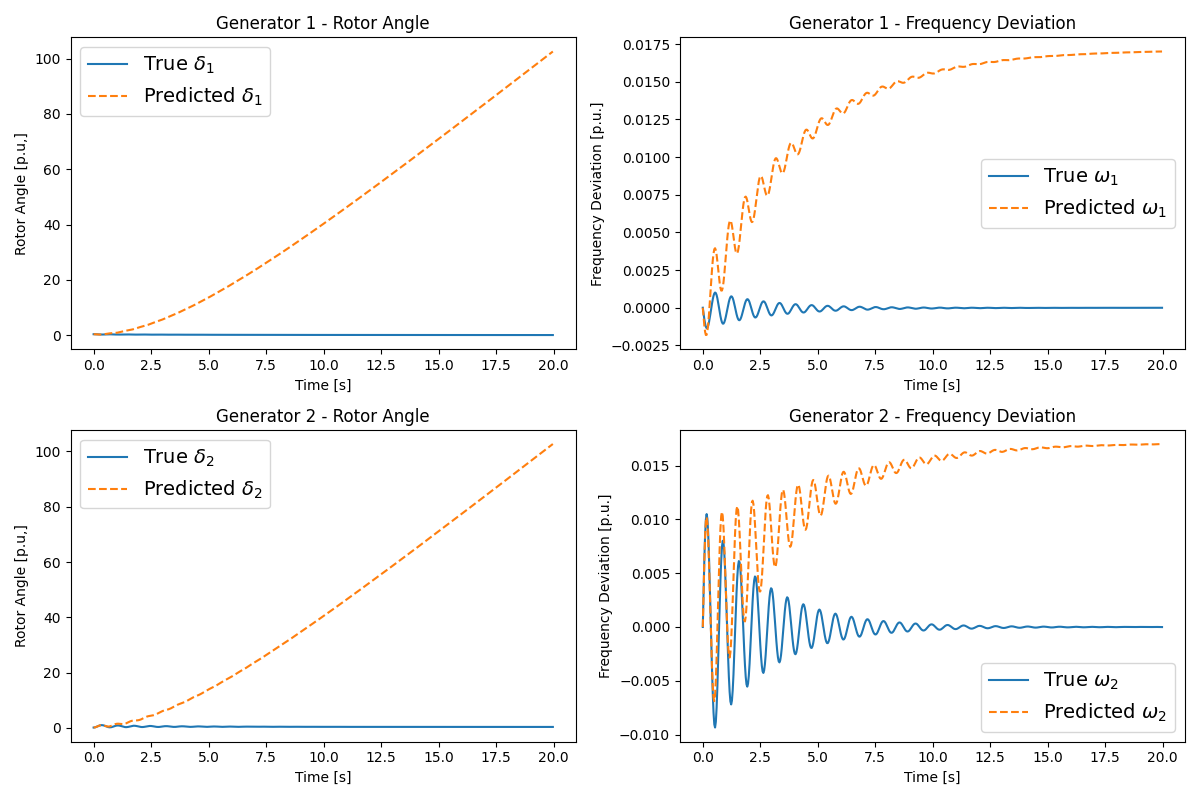 Generator 1 - Rotor Angle
Rotor Angle [p.u,]
100
80
60
40
20
0
True δ₁
Predicted δ₁
0.0 2.5 5.0 7.5 10.0 12.5 15.0 17.5 20.0
Time [s]
Generator 1 - Frequency Deviation
Frequency Deviation [p.u.]
0.0175
0.0150
0.0125
0.0100
0.0075
0.0050
0.0025
0.0000
−0.0025
True ω₁
Predicted ω₁
0.0 2.5 5.0 7.5 10.0 12.5 15.0 17.5 20.0
Time [s]
Generator 2 - Rotor Angle
Rotor Angle [p.u,]
100
80
60
40
20
0
True δ₂
Predicted δ₂
0.0 2.5 5.0 7.5 10.0 12.5 15.0 17.5 20.0
Time [s]
Generator 2 - Frequency Deviation
Frequency Deviation [p.u.]
0.015
0.010
0.005
0.000
−0.005
−0.010
True ω₂
Predicted ω₂
0.0 2.5 5.0 7.5 10.0 12.5 15.0 17.5 20.0
Time [s]